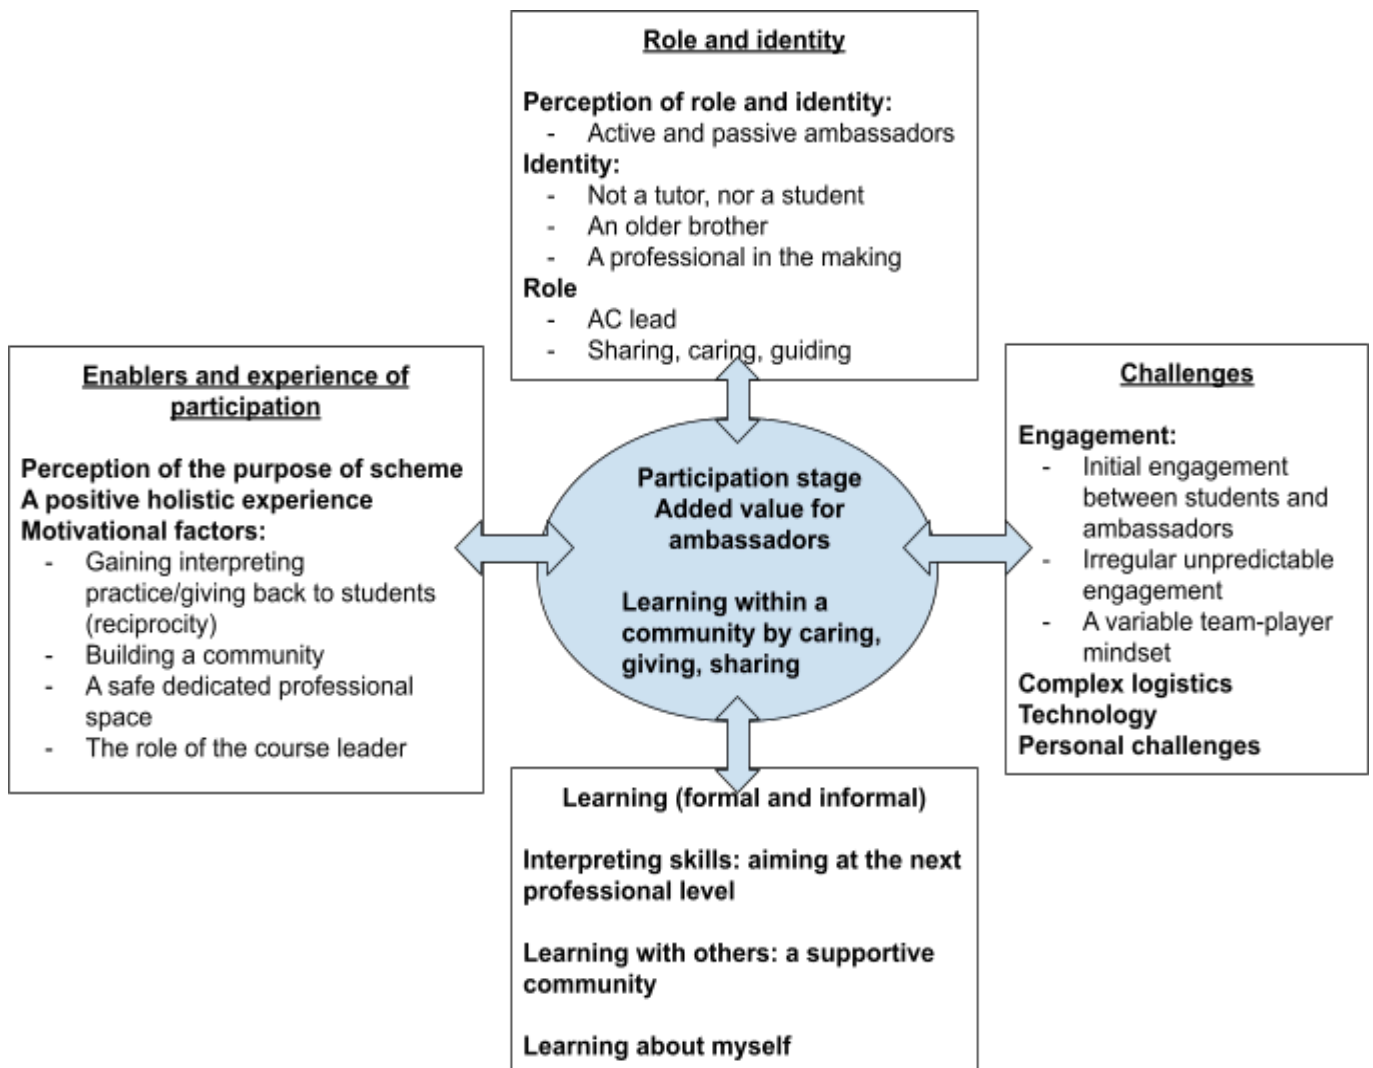 Role and identity
Perception of role and identity:
- Active and passive ambassadors
Identity:
- Not a tutor, nor a student
- An older brother
- A professional in the making
Role
- AC lead
- Sharing, caring, guiding
Enablers and experience of
participation
Perception of the purpose of scheme
A positive holistic experience
Motivational factors:
- Gaining interpreting
practice/giving back to students
(reciprocity)
- Building a community
- A safe dedicated professional
space
- The role of the course leader
Participation stage
Added value for
ambassadors
Learning within a
community by caring,
giving, sharing
Challenges
Engagement:
- Initial engagement
between students and
ambassadors
- Irregular unpredictable
engagement
- A variable team-player
mindset
Complex logistics
Technology
Personal challenges
Learning (formal and informal)
Interpreting skills: aiming at the next
professional level
Learning with others: a supportive
community
Learning about myself